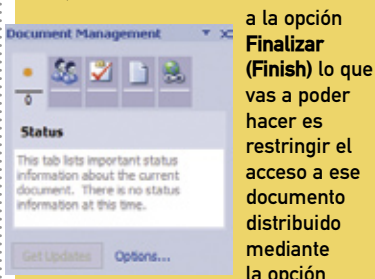 Document Management
0
Status
This tab lists important status
information about the current
document. There is no status
information at this time.
Get Updates Options...
a la opción
Finalizar
(Finish) lo que
vas a poder
hacer es
restringir el
acceso a ese
documento
distribuido
mediante
la opción